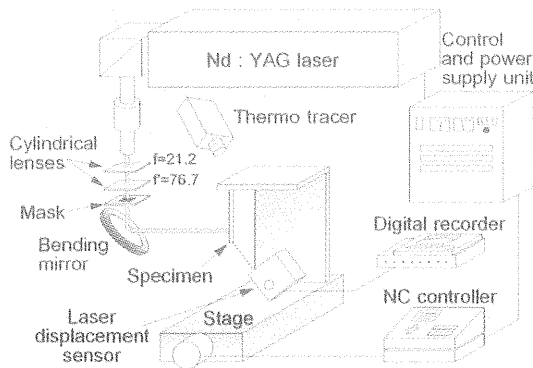 Nd : YAG laser
Control
and power
supply unit
Thermo tracer
Cylindrical
lenses
f=21.2
f'=76.7
Mask
Bending
mirror
Specimen
Digital recorder
NC controller
Laser
displacement
sensor
Stage